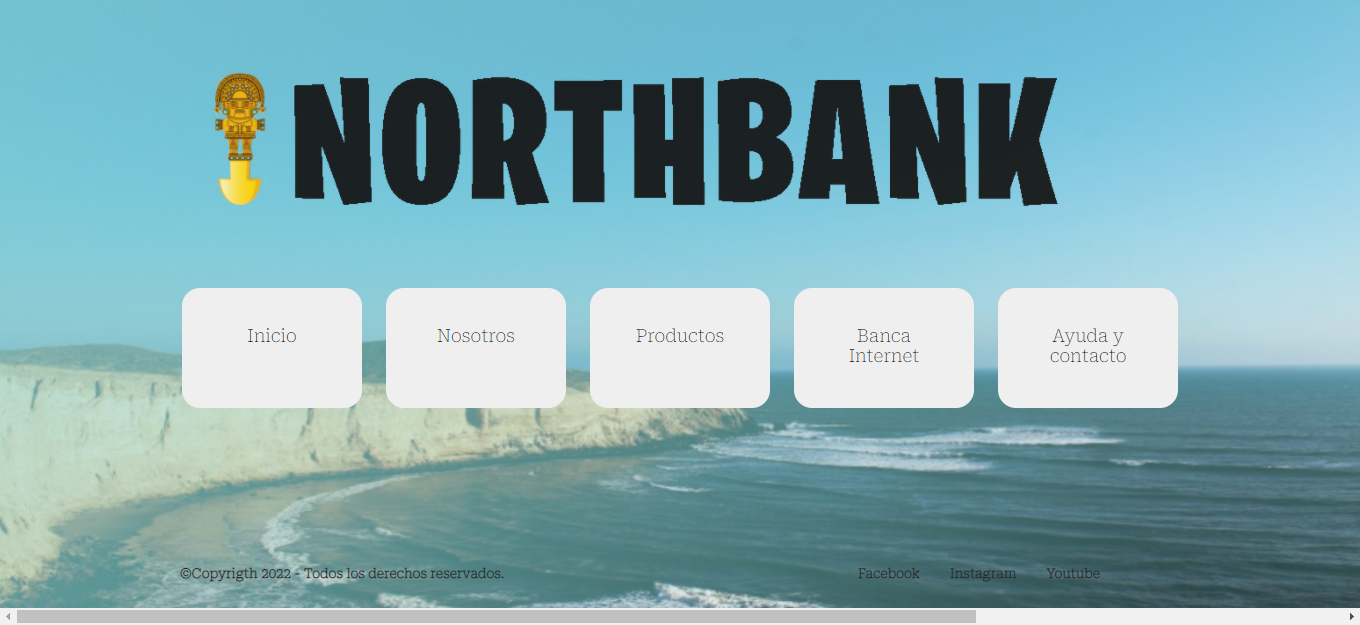 NORTHBANK
Inicio
Nosotros
Productos
Banca
Internet
Ayuda y
contacto
©Copyrigth 2022 - Todos los derechos reservados.
Facebook Instagram Youtube